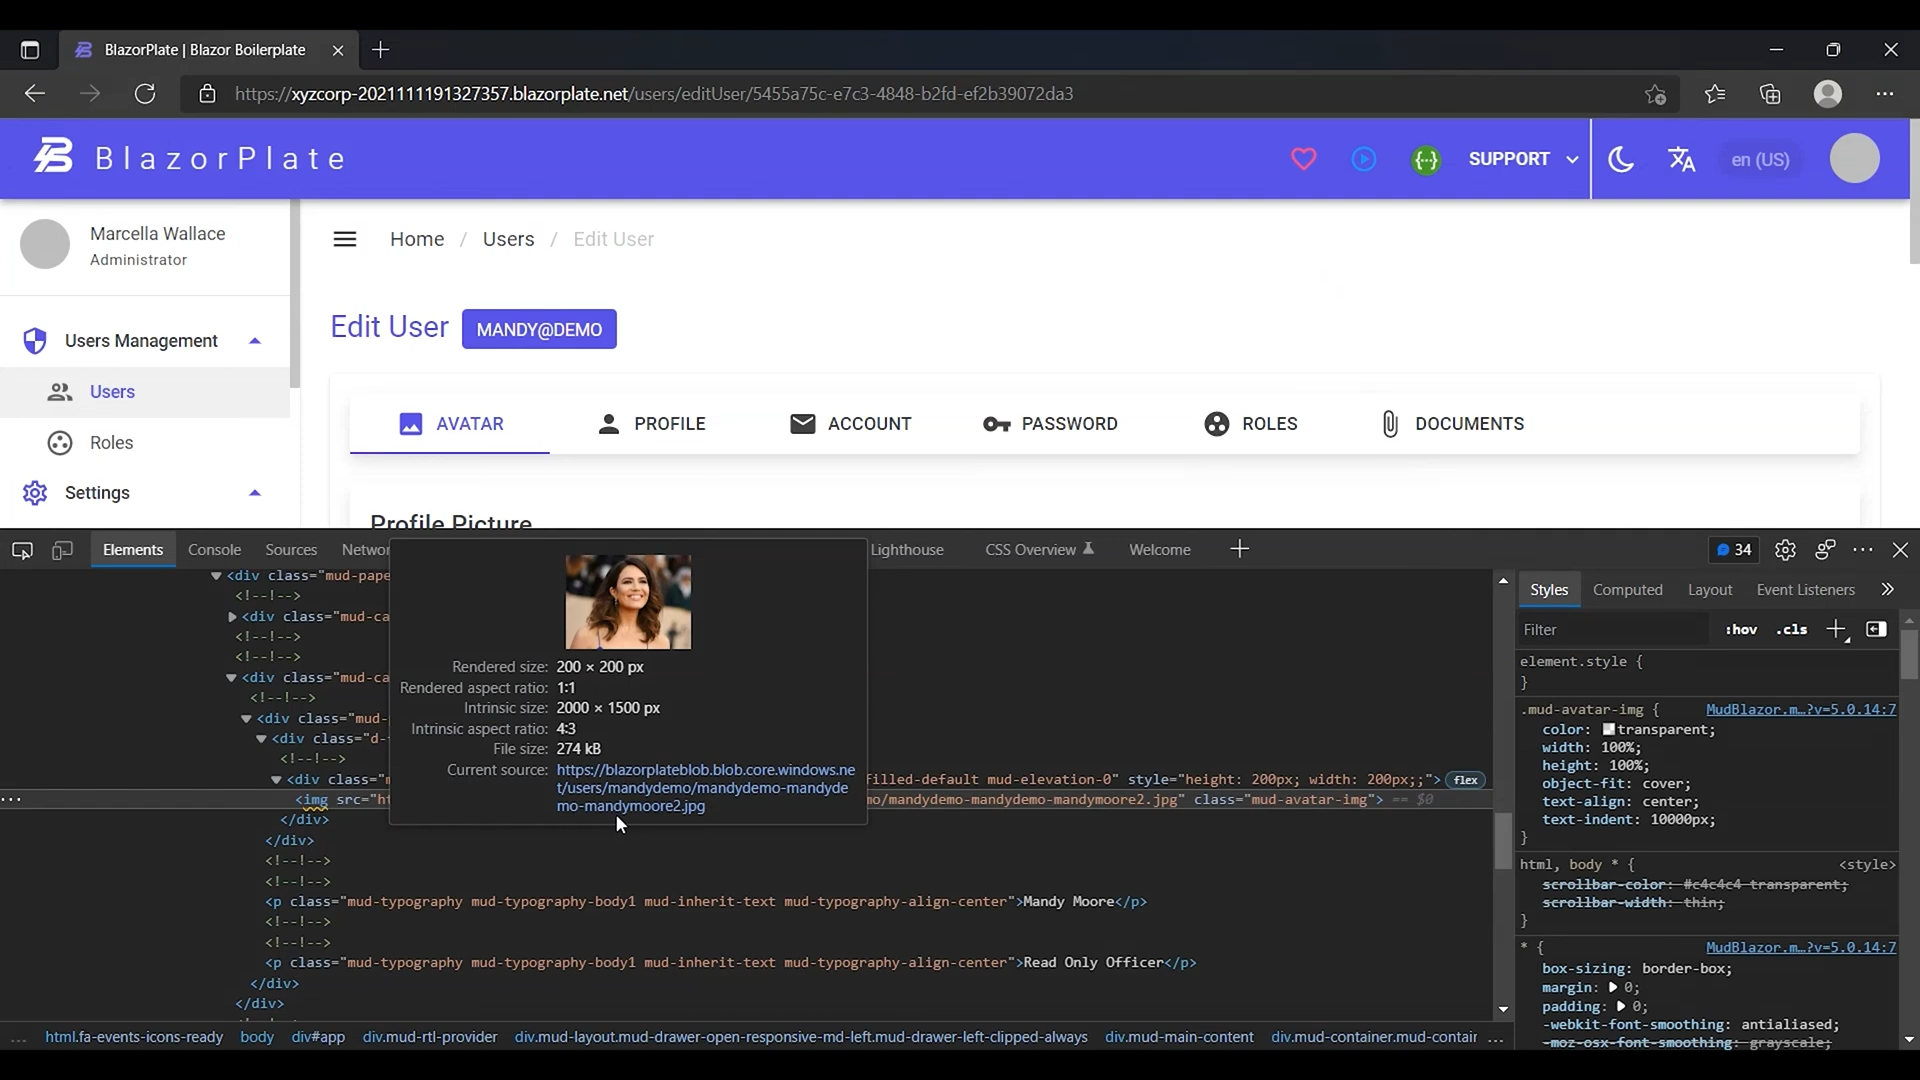 BlazorPlate | Blazor Boilerplate
https://xyzcorp-2021111191327357.blazorplate.net/users/editUser/5455a75c-e7c3-4848-b2fd-ef2b39072da3
BlazorPlate
SUPPORT
en (US)
Marcella Wallace
Administrator
Home / Users / Edit User
Users Management
Users
Roles
Settings
Edit User MANDY@DEMO
AVATAR PROFILE ACCOUNT PASSWORD ROLES DOCUMENTS
Profile Picture
Elements Console Sources Networ Lighthouse CSS Overview Welcome 34
<div class="mud-pape
<!--!-->
<div class="mud-ca
<!--!-->
<!--!-->
<div class="mud-ca
<!--!-->
<div class="mud-
<div class="d-
<!--!-->
<div class="m filled-default mud-elevation-0" style="height: 200px; width: 200px;;"> flex
<img src="ht mo/mandydemo-mandydemo-mandymoore2.jpg" class="mud-avatar-img"> == $0
</div>
</div>
<!--!-->
<!--!-->
<p class="mud-typography mud-typography-body1 mud-inherit-text mud-typography-align-center">Mandy Moore</p>
<!--!-->
<!--!-->
<p class="mud-typography mud-typography-body1 mud-inherit-text mud-typography-align-center">Read Only Officer</p>
</div>
</div>
Rendered size: 200 × 200 px
Rendered aspect ratio: 1:1
Intrinsic size: 2000 × 1500 px
Intrinsic aspect ratio: 4:3
File size: 274 kB
Current source: https://blazorplateblob.blob.core.windows.ne
t/users/mandydemo/mandydemo-mandyde
mo-mandymoore2.jpg
Styles Computed Layout Event Listeners
Filter :hov .cls
element.style {
}
.mud-avatar-img { MudBlazor.m…?v=5.0.14:7
color: transparent;
width: 100%;
height: 100%;
object-fit: cover;
text-align: center;
text-indent: 10000px;
}
html, body * { <style>
scrollbar-color: #c4c4c4 transparent;
scrollbar-width: thin;
}
* { MudBlazor.m…?v=5.0.14:7
box-sizing: border-box;
margin: 0;
padding: 0;
-webkit-font-smoothing: antialiased;
-moz-osx-font-smoothing: grayscale;
... html.fa-events-icons-ready body div#app div.mud-rtl-provider div.mud-layout.mud-drawer-open-responsive-md-left.mud-drawer-left-clipped-always div.mud-main-content div.mud-container.mud-contair ...